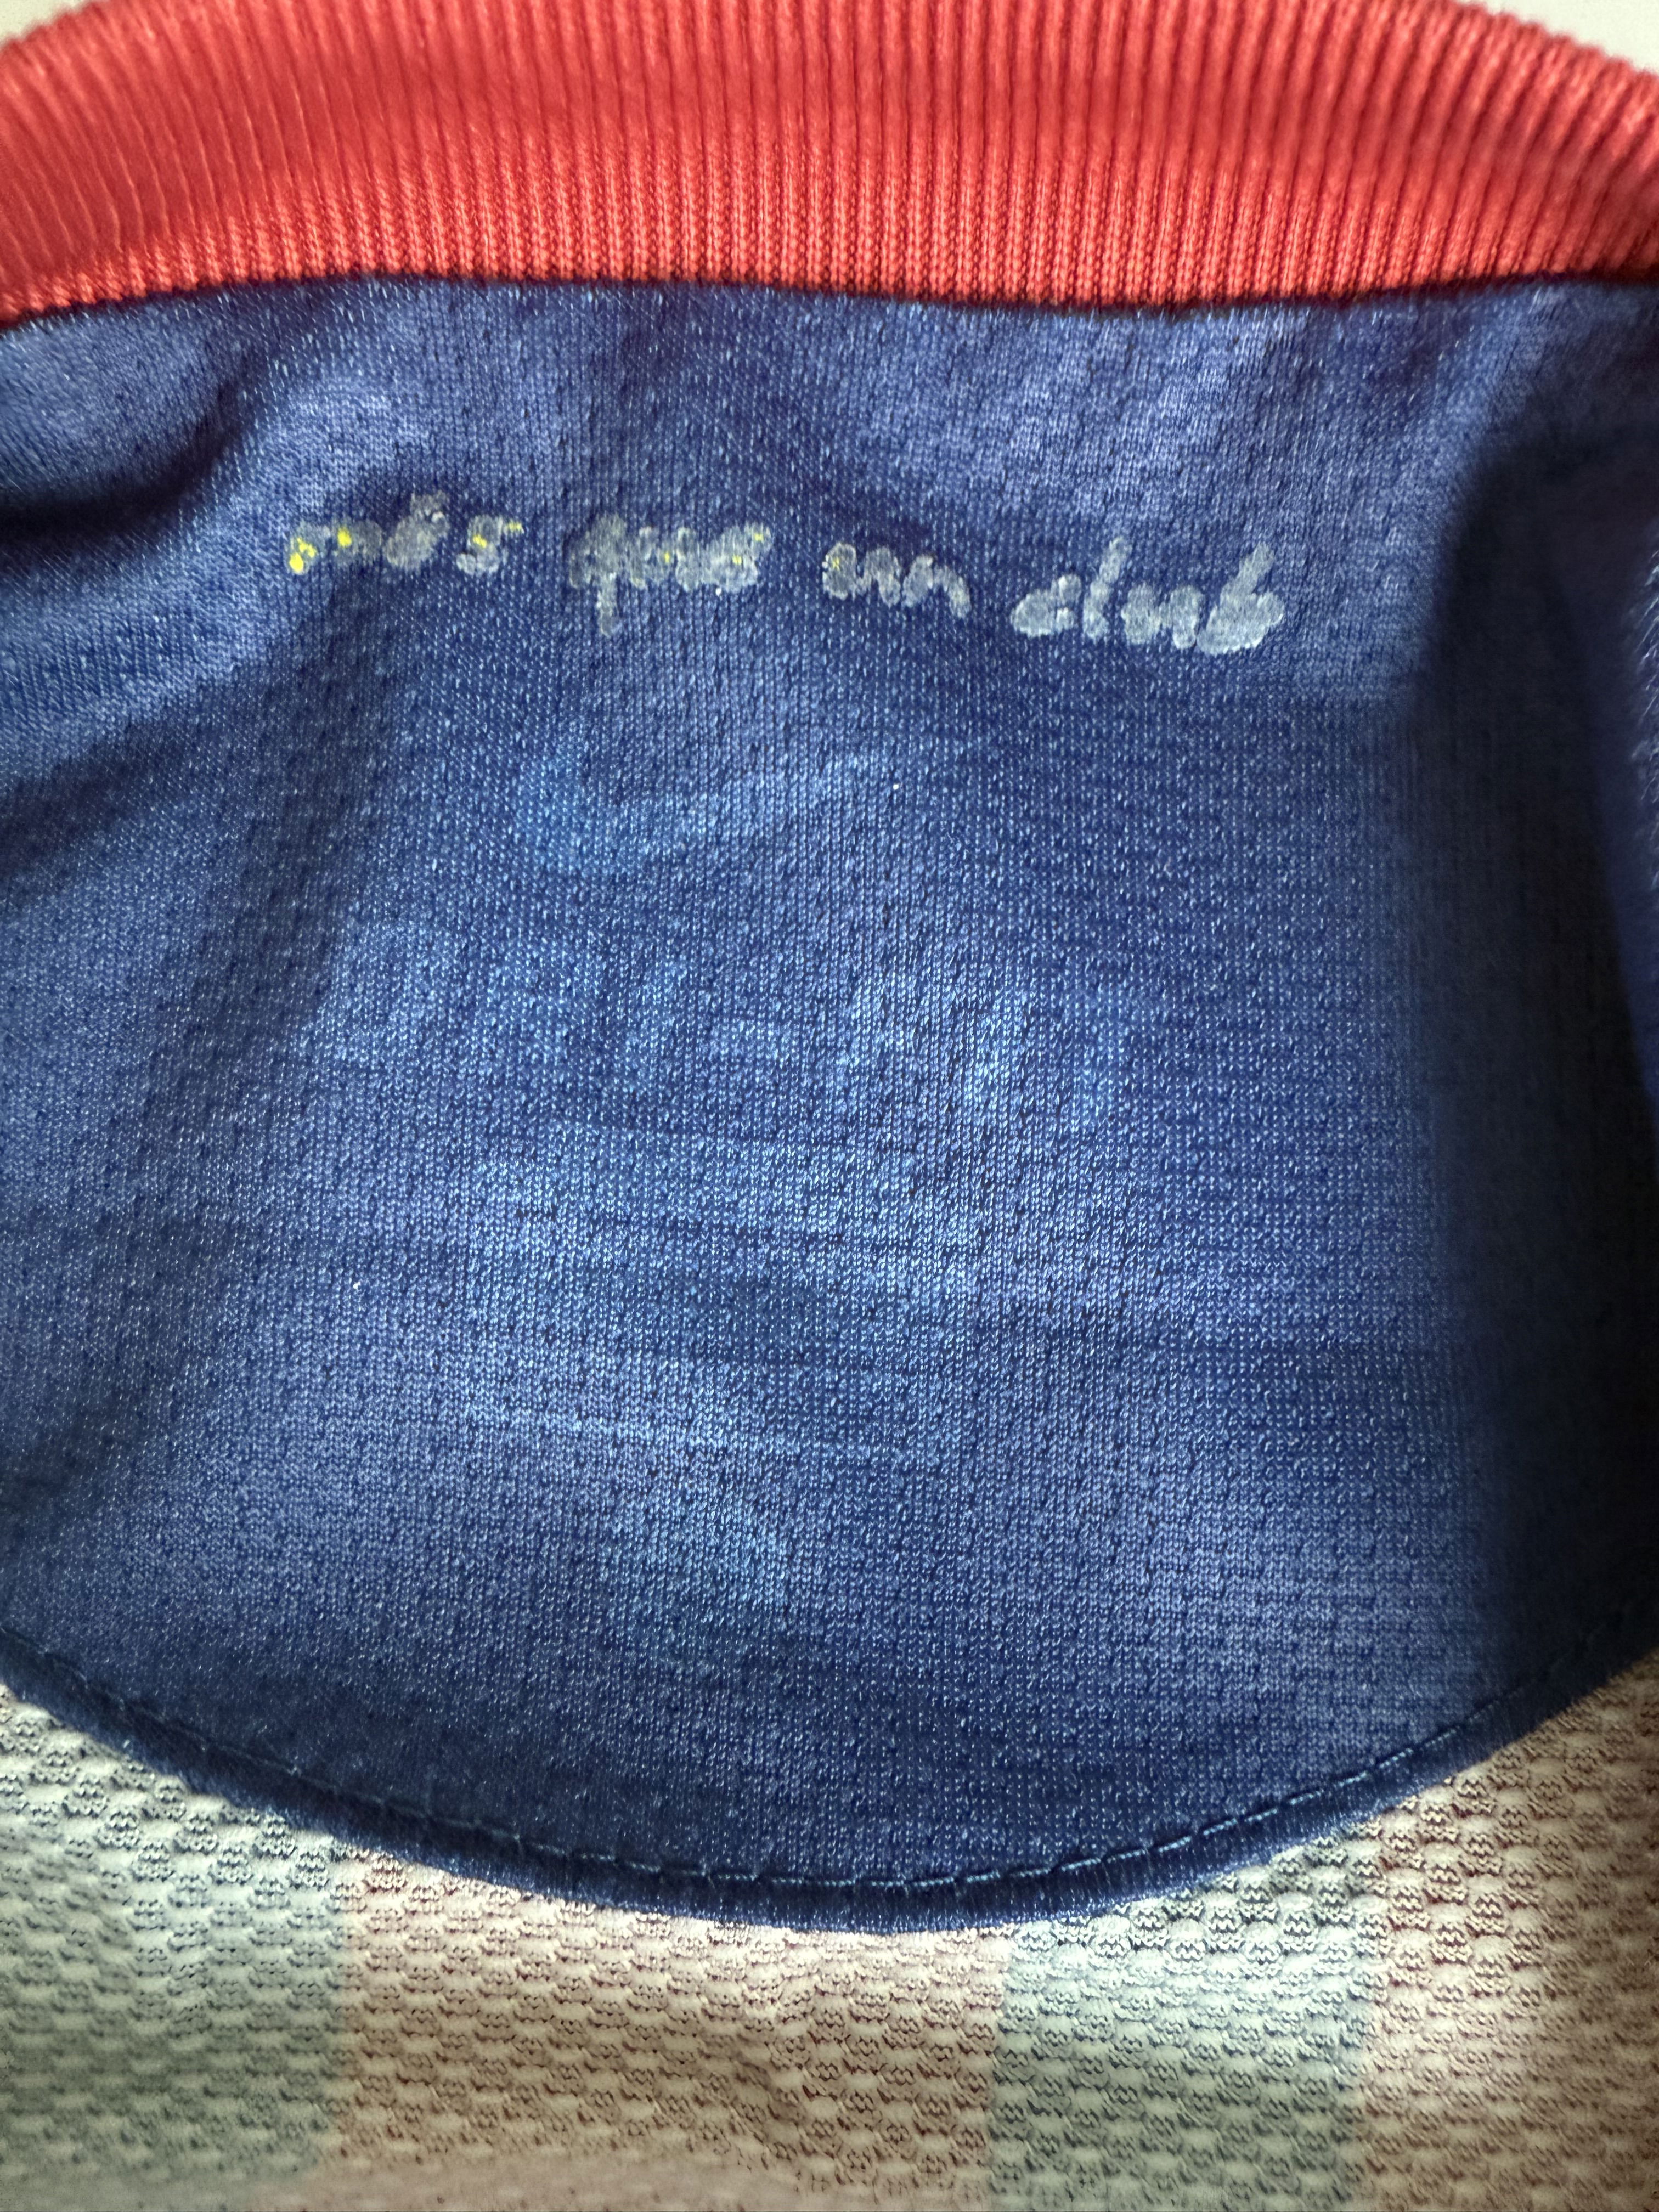 més que un club